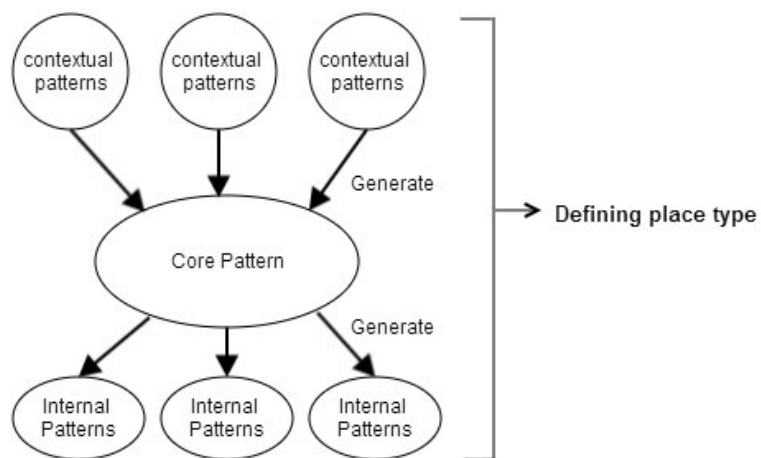 contextual
patterns
contextual
patterns
contextual
patterns
Generate
Defining place type
Core Pattern
Generate
Internal
Patterns
Internal
Patterns
Internal
Patterns